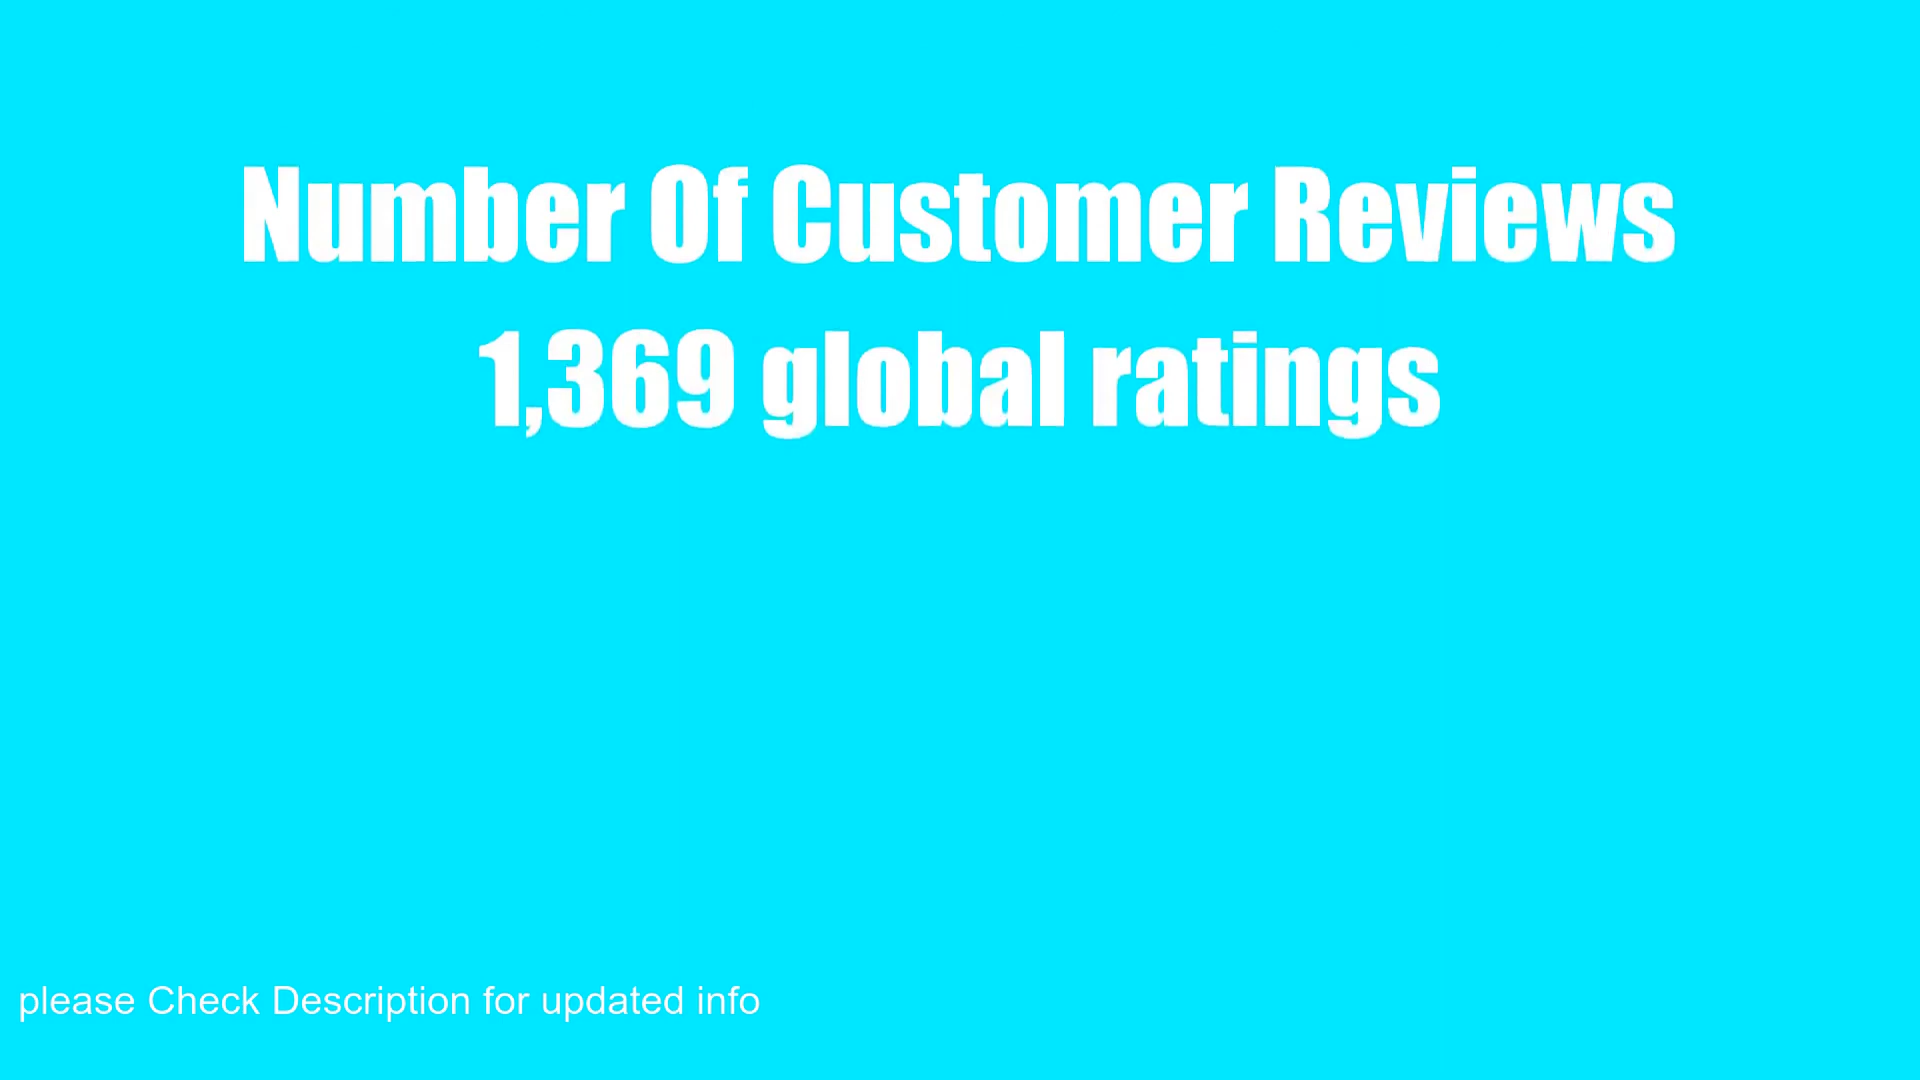 Number Of Customer Reviews
1,369 global ratings
please Check Description for updated info